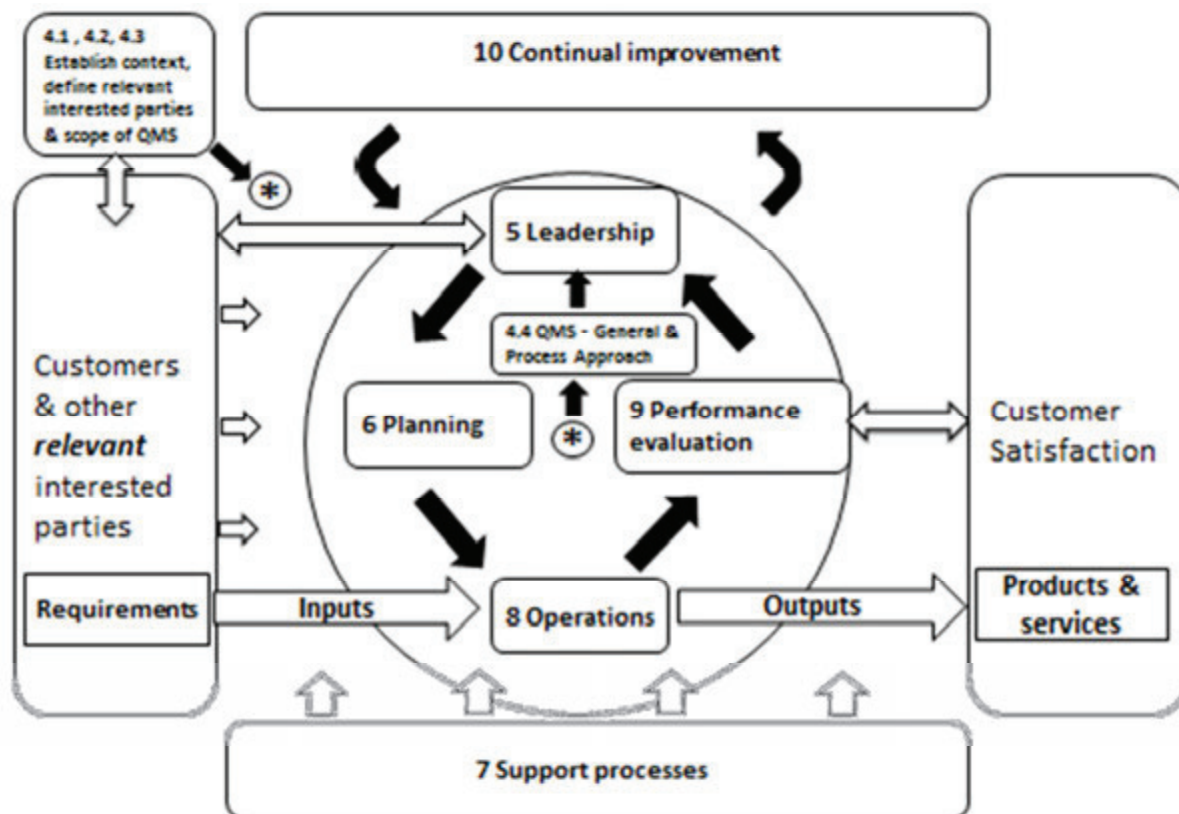 4.1 , 4.2, 4.3
Establish context,
define relevant
interested parties
& scope of QMS
10 Continual improvement
*
5 Leadership
4.4 QMS - General &
Process Approach
Customers
& other
relevant
interested
parties
6 Planning
*
9 Performance
evaluation
Customer
Satisfaction
Requirements
Inputs
8 Operations
Outputs
Products &
services
7 Support processes